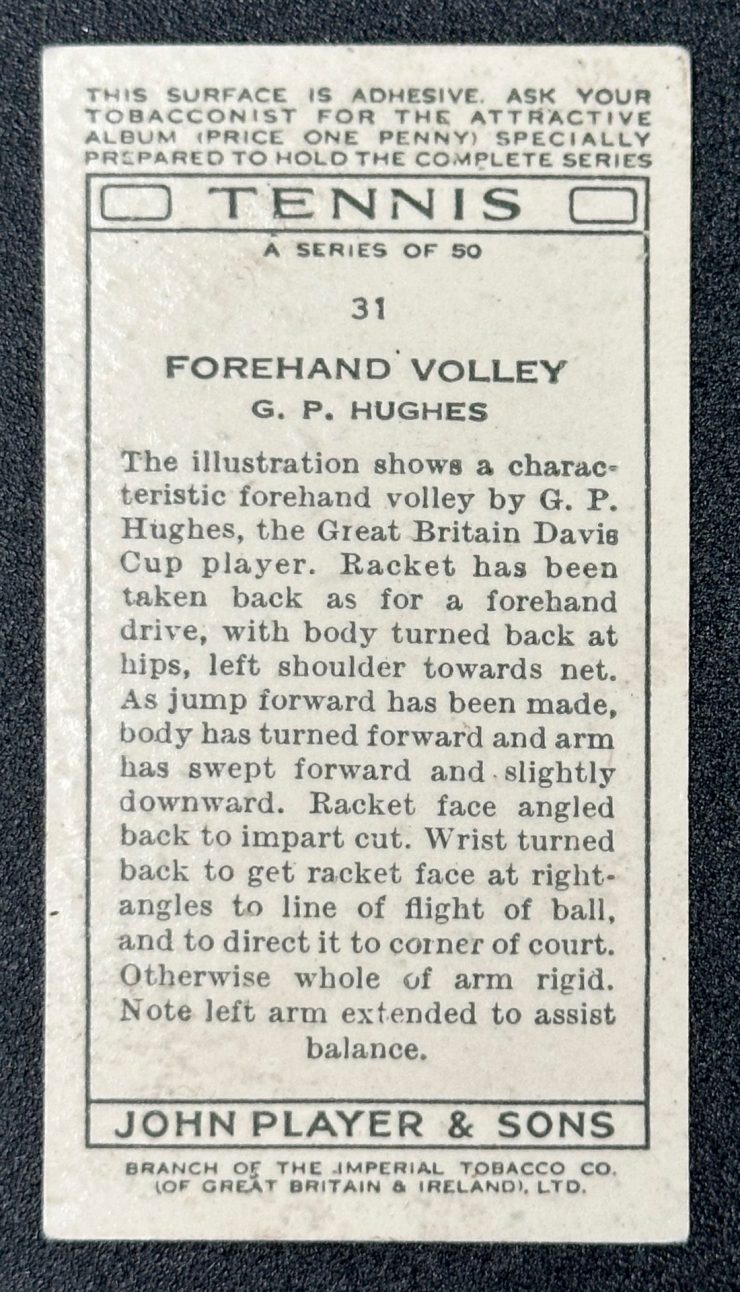 THIS SURFACE IS ADHESIVE. ASK YOUR
TOBACCONIST FOR THE ATTRACTIVE
ALBUM (PRICE ONE PENNY) SPECIALLY
PREPARED TO HOLD THE COMPLETE SERIES
TENNIS
A SERIES OF 50
31
FOREHAND VOLLEY
G. P. HUGHES
The illustration shows a charac-
teristic forehand volley by G. P.
Hughes, the Great Britain Davis
Cup player. Racket has been
taken back as for a forehand
drive, with body turned back at
hips, left shoulder towards net.
As jump forward has been made,
body has turned forward and arm
has swept forward and slightly
downward. Racket face angled
back to impart cut. Wrist turned
back to get racket face at right-
angles to line of flight of ball,
and to direct it to corner of court.
Otherwise whole of arm rigid.
Note left arm extended to assist
balance.
JOHN PLAYER & SONS
BRANCH OF THE IMPERIAL TOBACCO CO.
(OF GREAT BRITAIN & IRELAND), LTD.